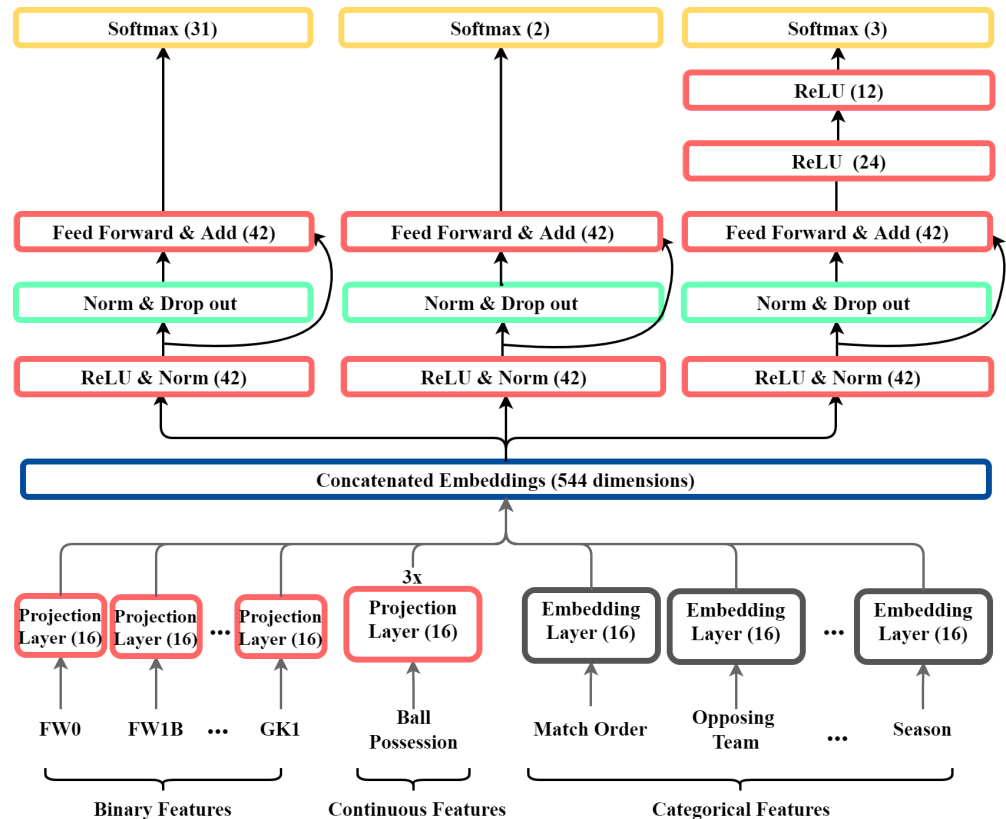 Softmax (31)
Softmax (2)
Softmax (3)
ReLU (12)
ReLU (24)
Feed Forward & Add (42)
Feed Forward & Add (42)
Feed Forward & Add (42)
Norm & Drop out
Norm & Drop out
Norm & Drop out
ReLU & Norm (42)
ReLU & Norm (42)
ReLU & Norm (42)
Concatenated Embeddings (544 dimensions)
3x
Projection
Layer (16)
Projection
Layer (16)
...
Projection
Layer (16)
Projection
Layer (16)
Embedding
Layer (16)
Embedding
Layer (16)
...
Embedding
Layer (16)
FW0
FW1B
...
GK1
Ball
Possession
Match Order
Opposing
Team
...
Season
Binary Features
Continuous Features
Categorical Features